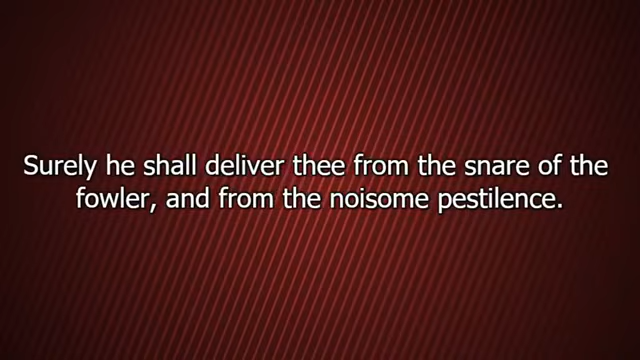 Surely he shall deliver thee from the snare of the
fowler, and from the noisome pestilence.